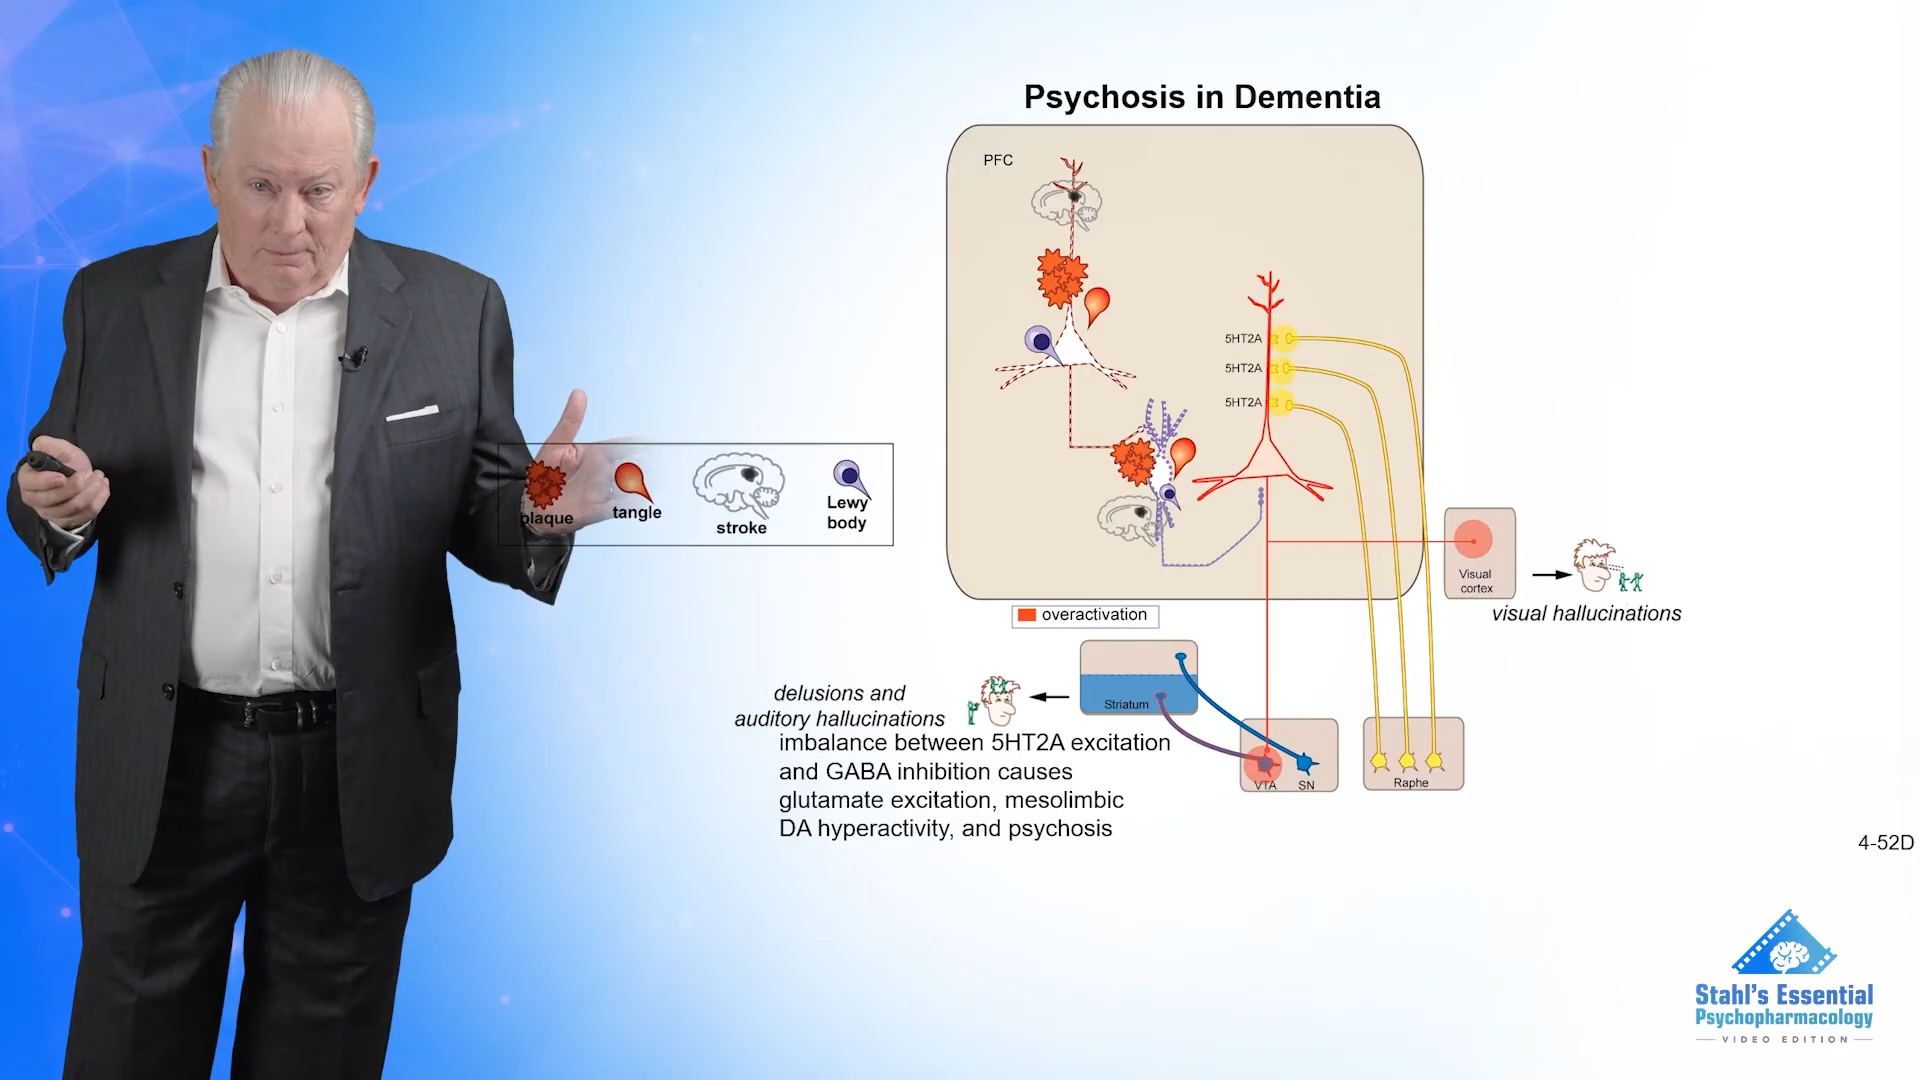 Psychosis in Dementia
PFC
5HT2A
5HT2A
5HT2A
plaque
tangle
stroke
Lewy
body
Visual
cortex
visual hallucinations
overactivation
delusions and
auditory hallucinations
Striatum
imbalance between 5HT2A excitation
and GABA inhibition causes
glutamate excitation, mesolimbic
DA hyperactivity, and psychosis
VTA
SN
Raphe
4-52D
Stahl's Essential
Psychopharmacology
VIDEO EDITION